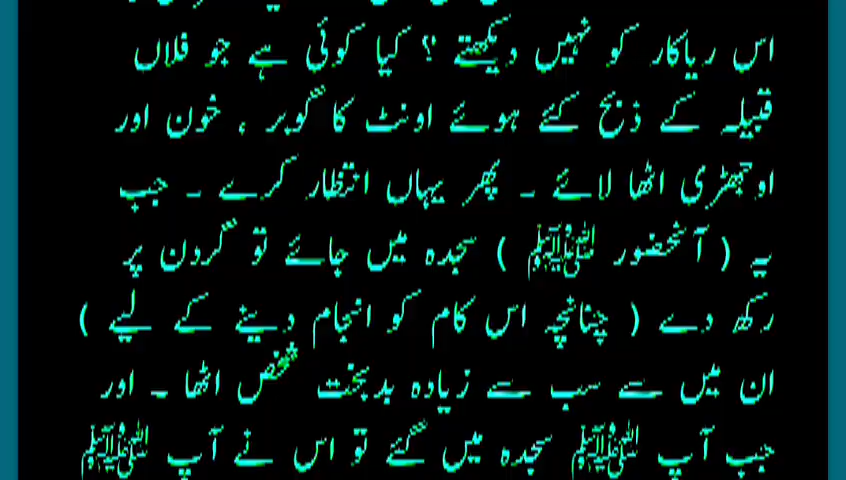 اس ریاکار کو نہیں دیکھتے ؟ کیا کوئی ہے جو فلاں
قبیلہ کے ذبح کئے ہوئے اونٹ کا گوبر ، خون اور
اوجھڑی اٹھا لائے ۔ پھر یہاں انتظار کرے ۔ جب
یہ ( آنحضور ﷺ ) سجدہ میں جائے تو گردن پر
رکھ دے ( چنانچہ اس کام کو انجام دینے کے لیے )
ان میں سے سب سے زیادہ بدبخت شخص اٹھا ۔ اور
جب آپ ﷺ سجدہ میں گئے تو اس نے آپ ﷺ